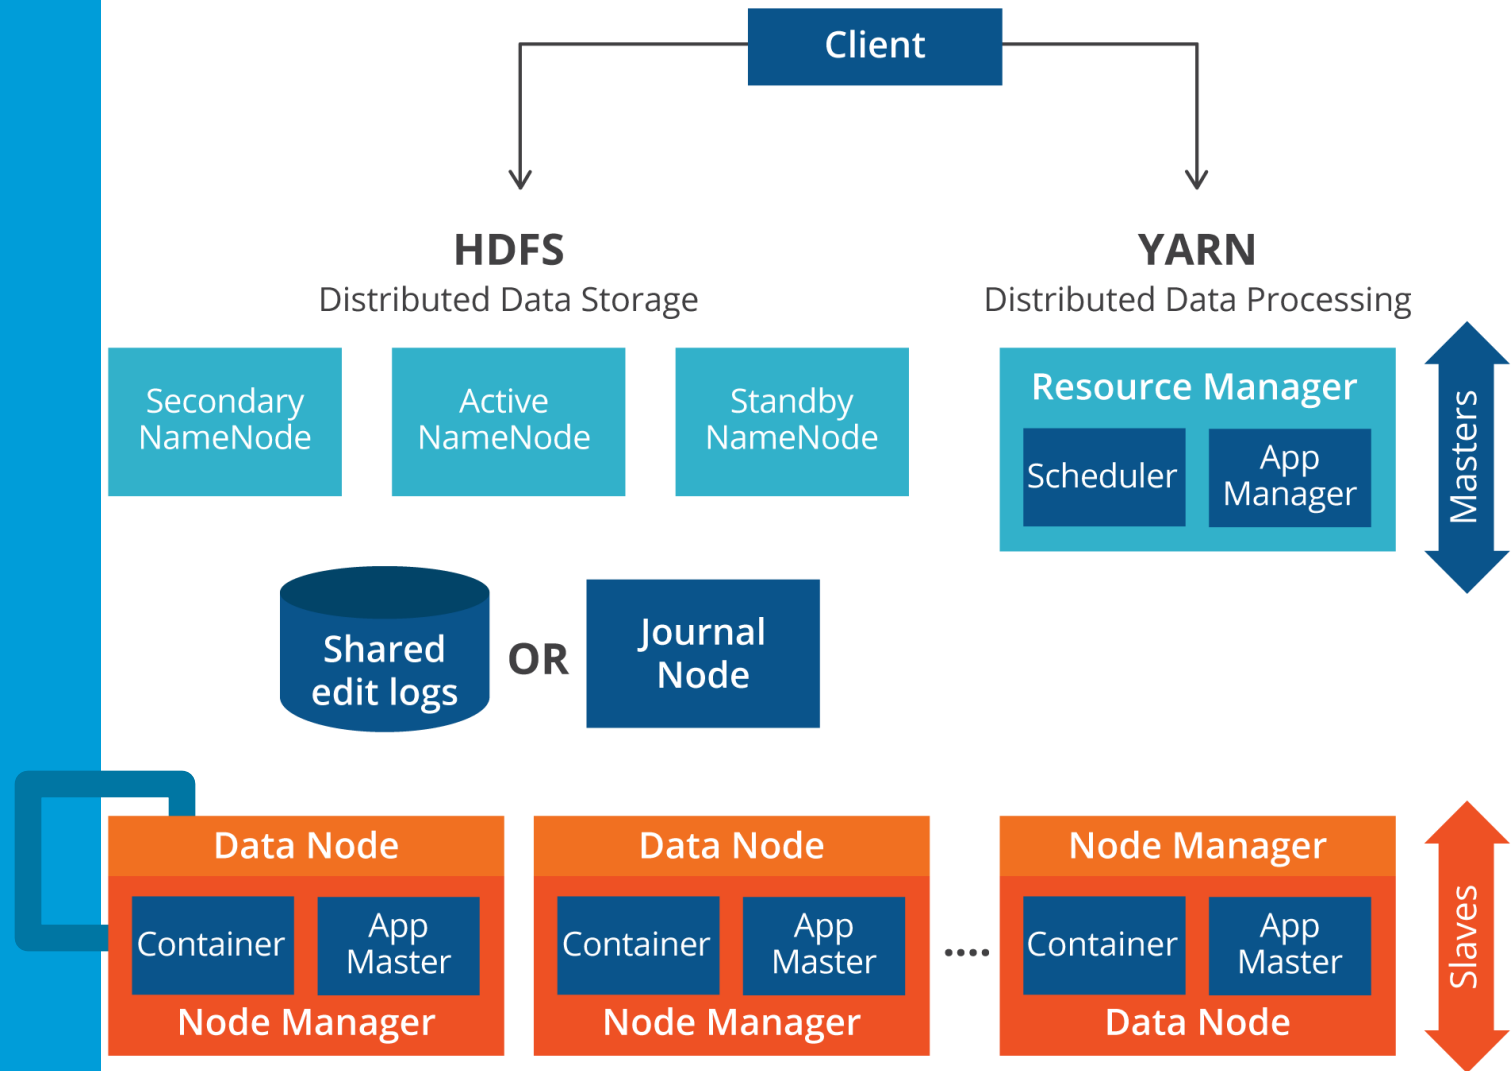 Client
HDFS
Distributed Data Storage
YARN
Distributed Data Processing
Secondary
NameNode
Active
NameNode
Standby
NameNode
Resource Manager
Scheduler
App
Manager
Masters
Shared
edit logs
OR
Journal
Node
Data Node
Container
App
Master
Node Manager
Data Node
Container
App
Master
Node Manager
....
Node Manager
Container
App
Master
Data Node
Slaves